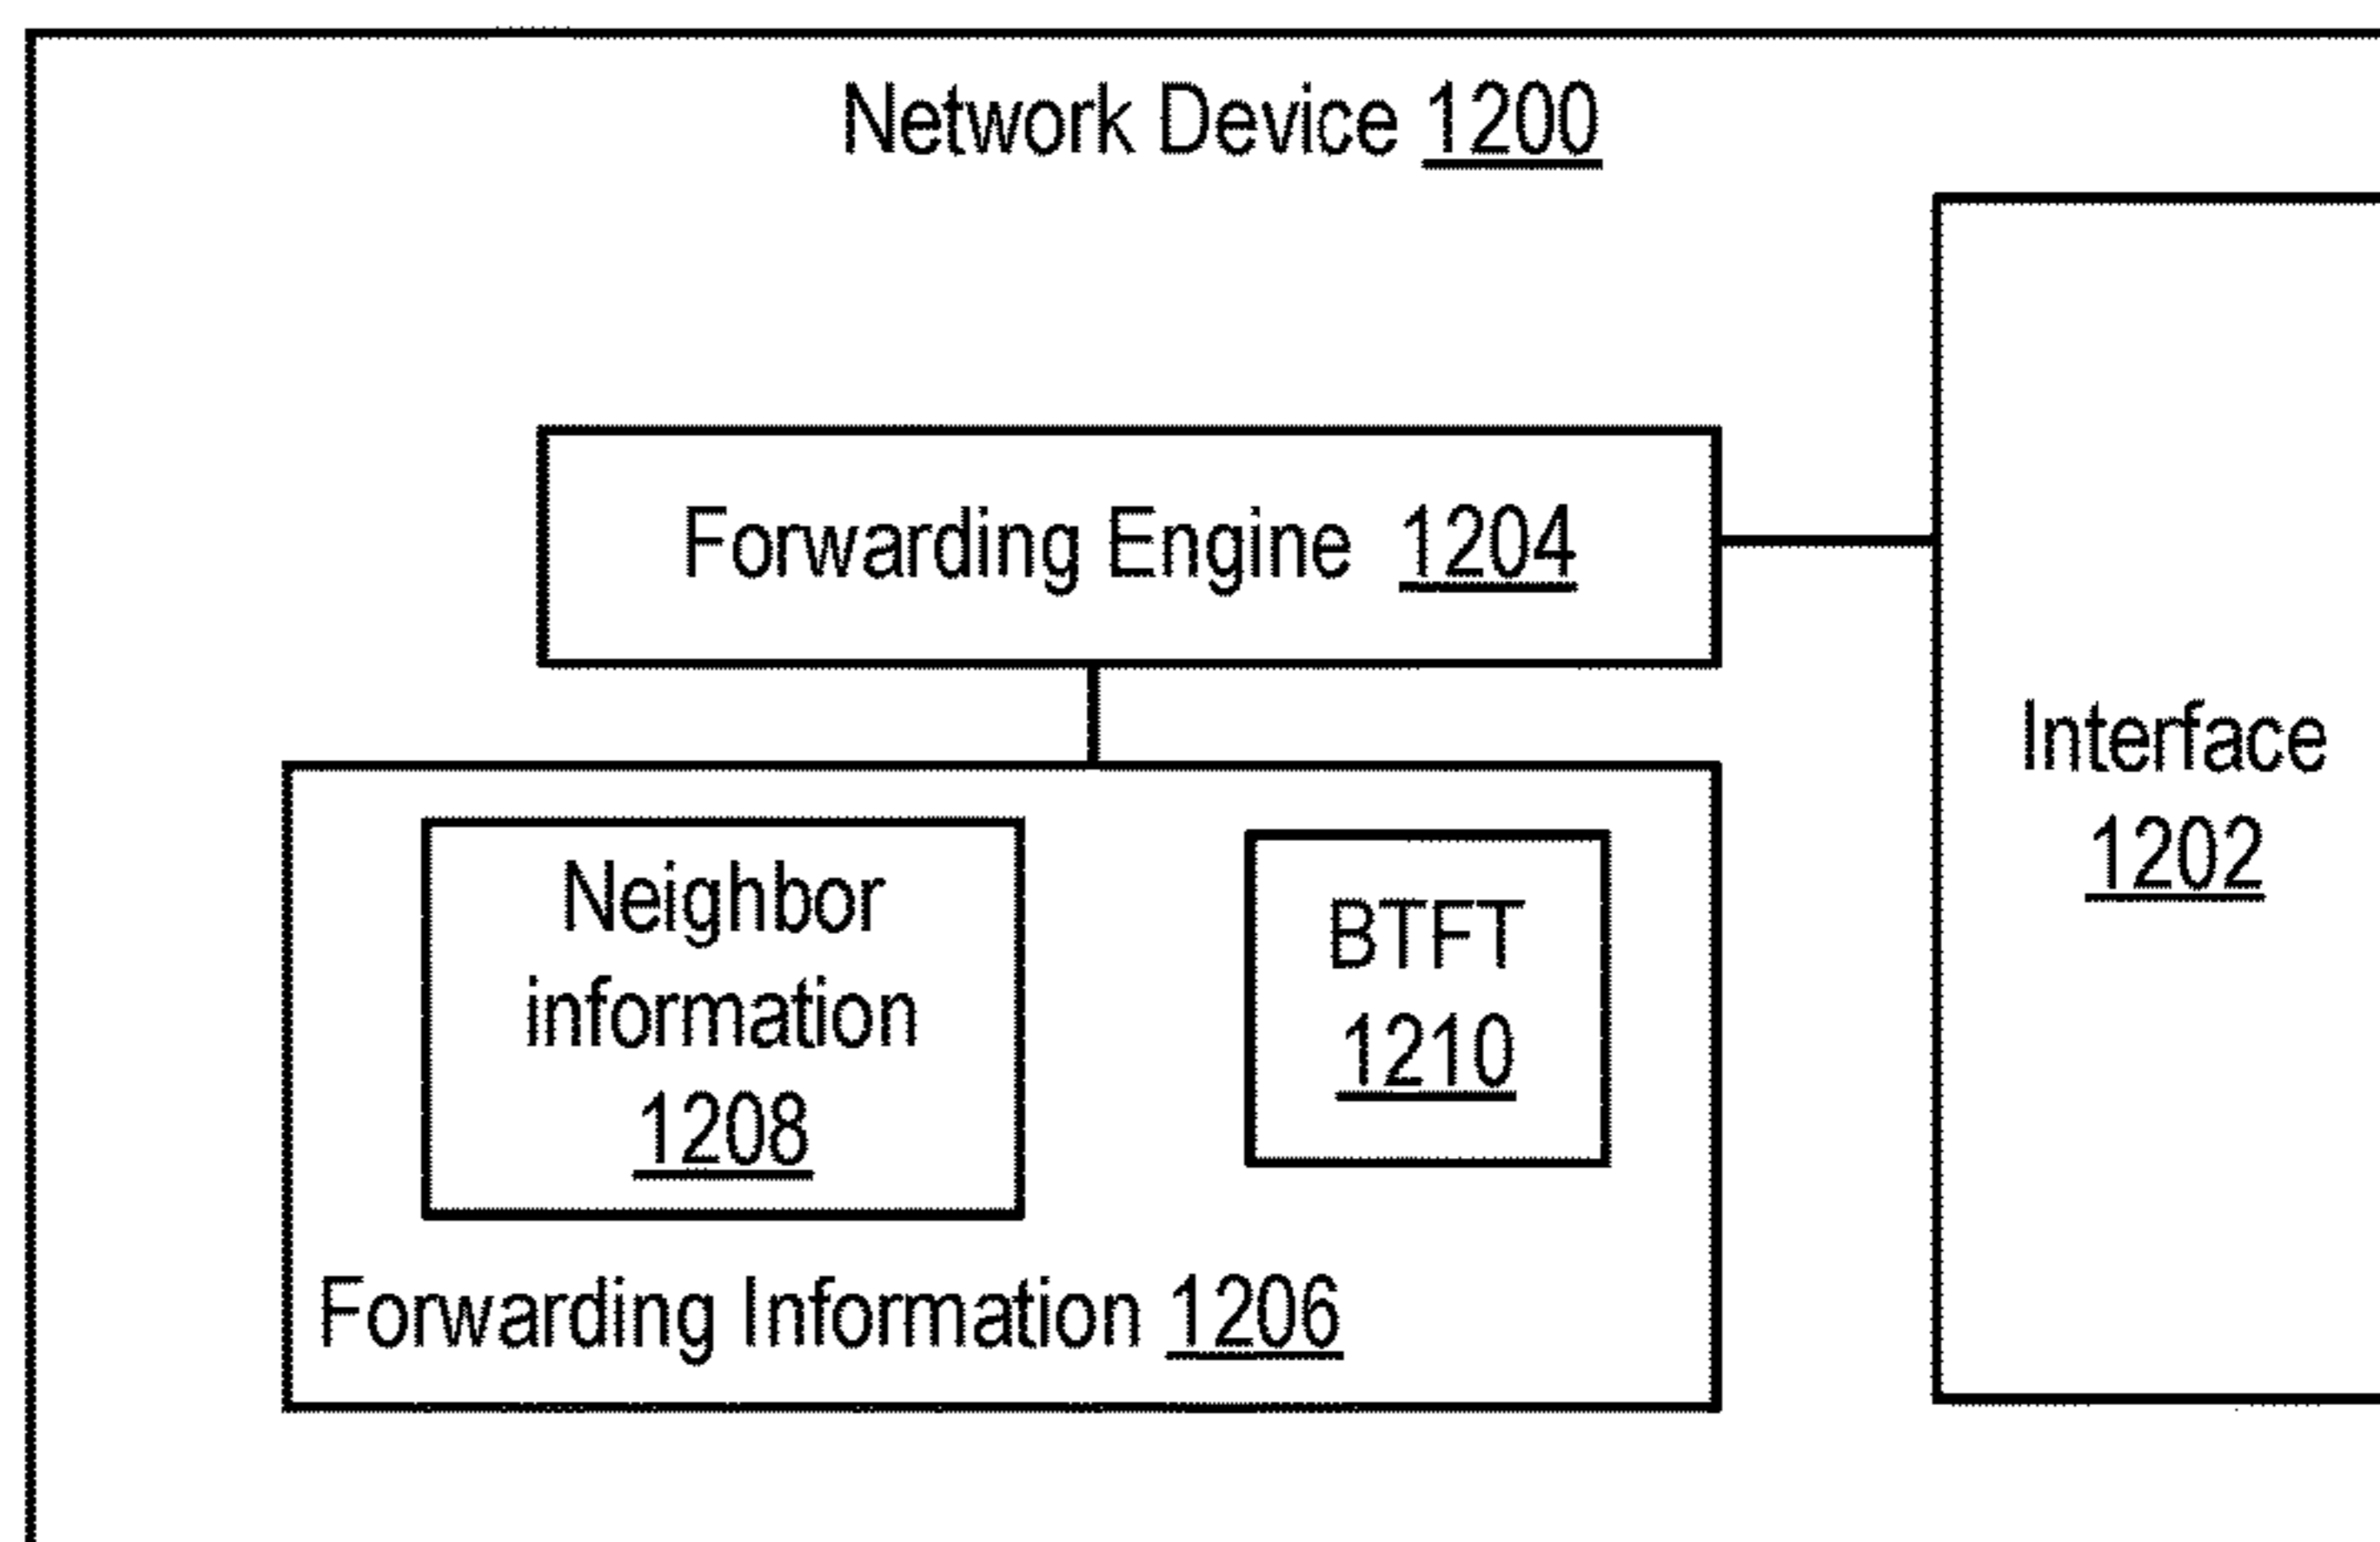 Network Device 1200
Forwarding Engine 1204
Interface
1202
Neighbor
information
1208
BTFT
1210
Forwarding Information 1206